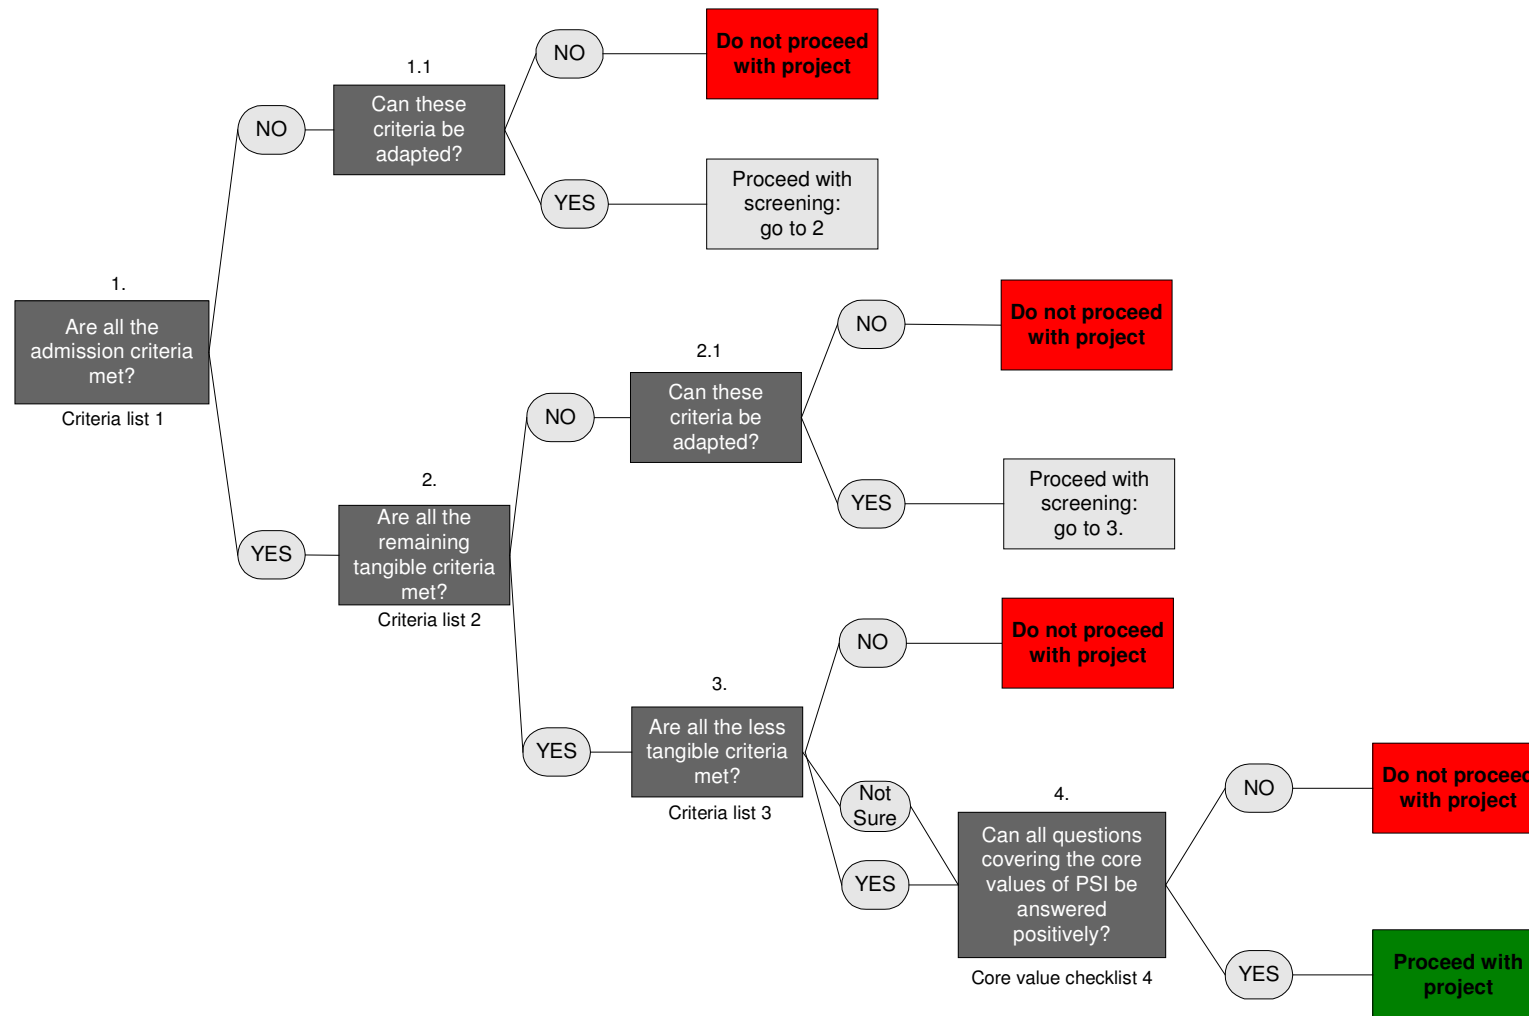 NO
Do not proceed
with project
1.1
Can these
criteria be
adapted?
NO
YES
Proceed with
screening:
go to 2
1.
Are all the
admission criteria
met?
Criteria list 1
NO
Do not proceed
with project
2.1
Can these
criteria be
adapted?
NO
YES
Proceed with
screening:
go to 3.
2.
Are all the
remaining
tangible criteria
met?
Criteria list 2
YES
NO
Do not proceed
with project
3.
Are all the less
tangible criteria
met?
Criteria list 3
YES
Not
Sure
YES
4.
Can all questions
covering the core
values of PSI be
answered
positively?
Core value checklist 4
NO
Do not proceed
with project
YES
Proceed with
project